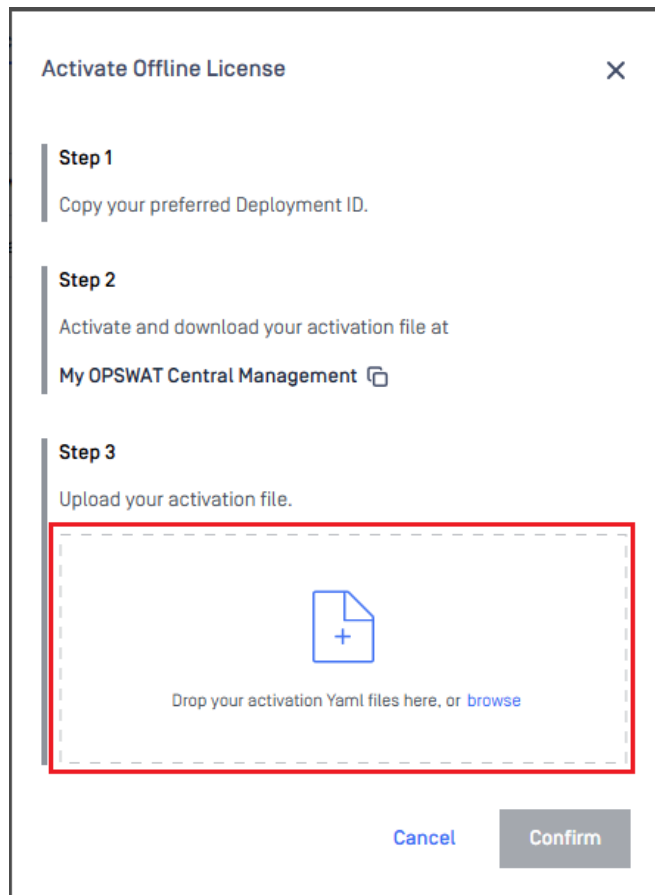 Activate Offline License
Step 1
Copy your preferred Deployment ID.
Step 2
Activate and download your activation file at
My OPSWAT Central Management
Step 3
Upload your activation file.
Drop your activation Yaml files here, or browse
Cancel
Confirm